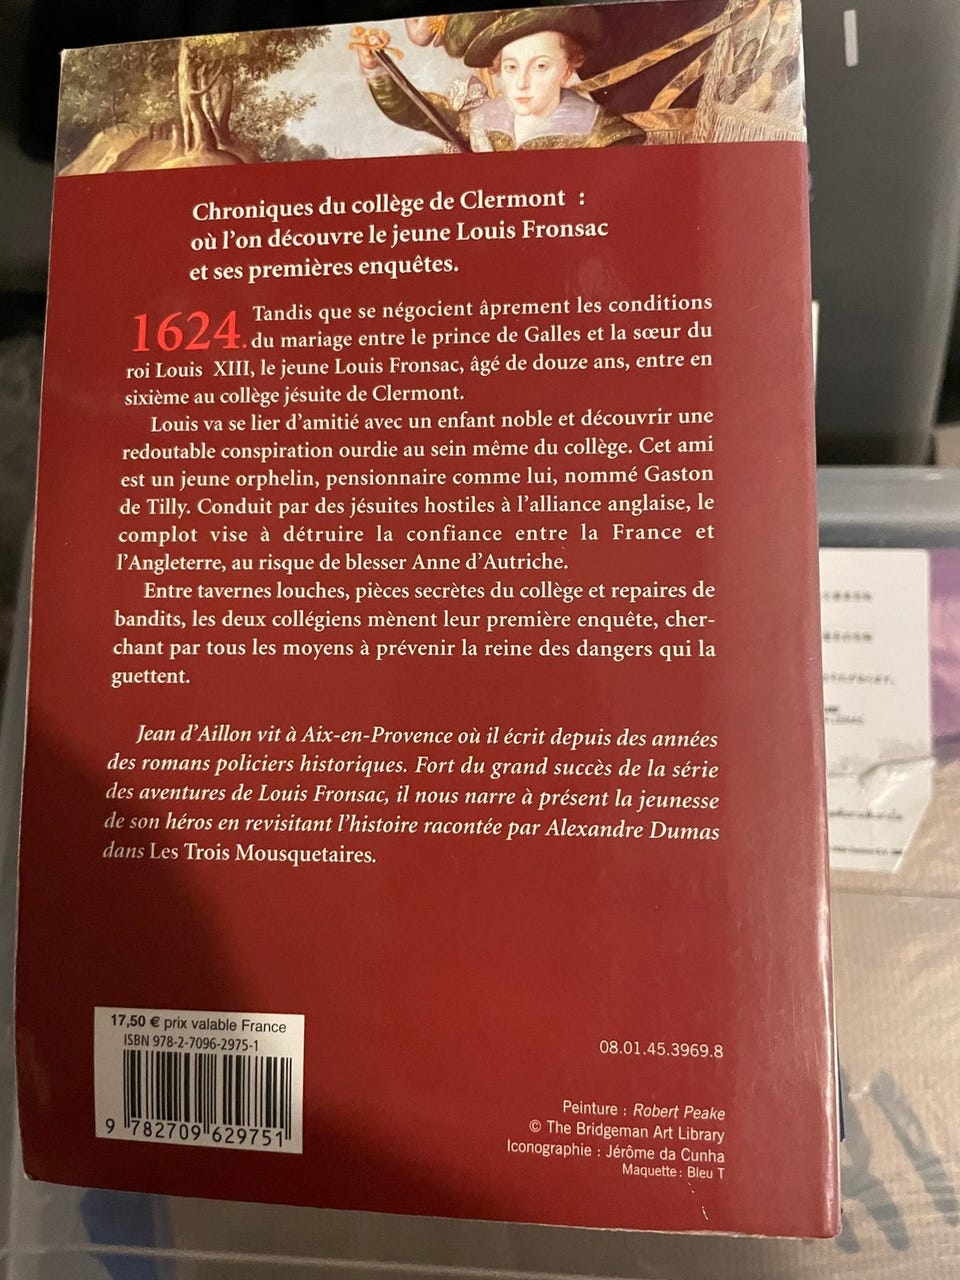 Chroniques du collège de Clermont :
où l'on découvre le jeune Louis Fronsac
et ses premières enquêtes.
1624. Tandis que se négocient âprement les conditions
du mariage entre le prince de Galles et la sœur du
roi Louis XIII, le jeune Louis Fronsac, âgé de douze ans, entre en
sixième au collège jésuite de Clermont.
Louis va se lier d'amitié avec un enfant noble et découvrir une
redoutable conspiration ourdie au sein même du collège. Cet ami
est un jeune orphelin, pensionnaire comme lui, nommé Gaston
de Tilly. Conduit par des jésuites hostiles à l'alliance anglaise, le
complot vise à détruire la confiance entre la France et
l'Angleterre, au risque de blesser Anne d'Autriche.
Entre tavernes louches, pièces secrètes du collège et repaires de
bandits, les deux collégiens mènent leur première enquête, cher-
chant par tous les moyens à prévenir la reine des dangers qui la
guettent.
Jean d'Aillon vit à Aix-en-Provence où il écrit depuis des années
des romans policiers historiques. Fort du grand succès de la série
des aventures de Louis Fronsac, il nous narre à présent la jeunesse
de son héros en revisitant l'histoire racontée par Alexandre Dumas
dans Les Trois Mousquetaires.
17,50 € prix valable France
ISBN 978-2-7096-2975-1
9 782709 629751
08.01.45.3969.8
Peinture : Robert Peake
© The Bridgeman Art Library
Iconographie : Jérôme da Cunha
Maquette : Bleu T